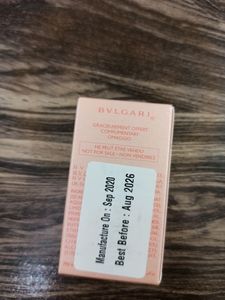 BVLGARI
GRACIEUSEMENT OFFERT
COMPLIMENTARY
OMAGGIO
NE PEUT ETRE VENDU
NOT FOR SALE - NON VENDIBILE
Manufacture On : Sep 2020
Best Before : Aug 2026